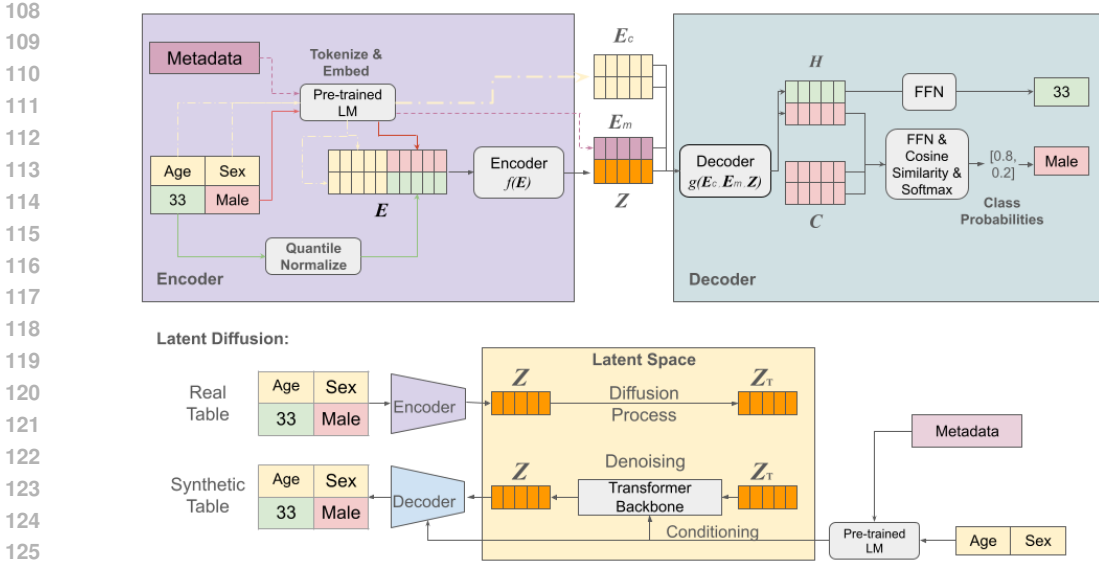 108
109
110
111
112
113
114
115
116
117
118
119
120
121
122
123
124
125
Metadata
Tokenize &
Embed
Pre-trained
LM
Age Sex
33 Male
E
Encoder
f(E)
Quantile
Normalize
Encoder
Ec
Em
Z
Decoder
g(Ec, Em, Z)
H
C
FFN
33
FFN &
Cosine
Similarity &
Softmax
[0.8,
0.2]
Male
Class
Probabilities
Decoder
Latent Diffusion:
Latent Space
Real
Table
Age Sex
33 Male
Encoder
Z
Diffusion
Process
ZT
Metadata
Synthetic
Table
Age Sex
33 Male
Decoder
Z
Denoising
Transformer
Backbone
ZT
Conditioning
Pre-trained
LM
Age Sex